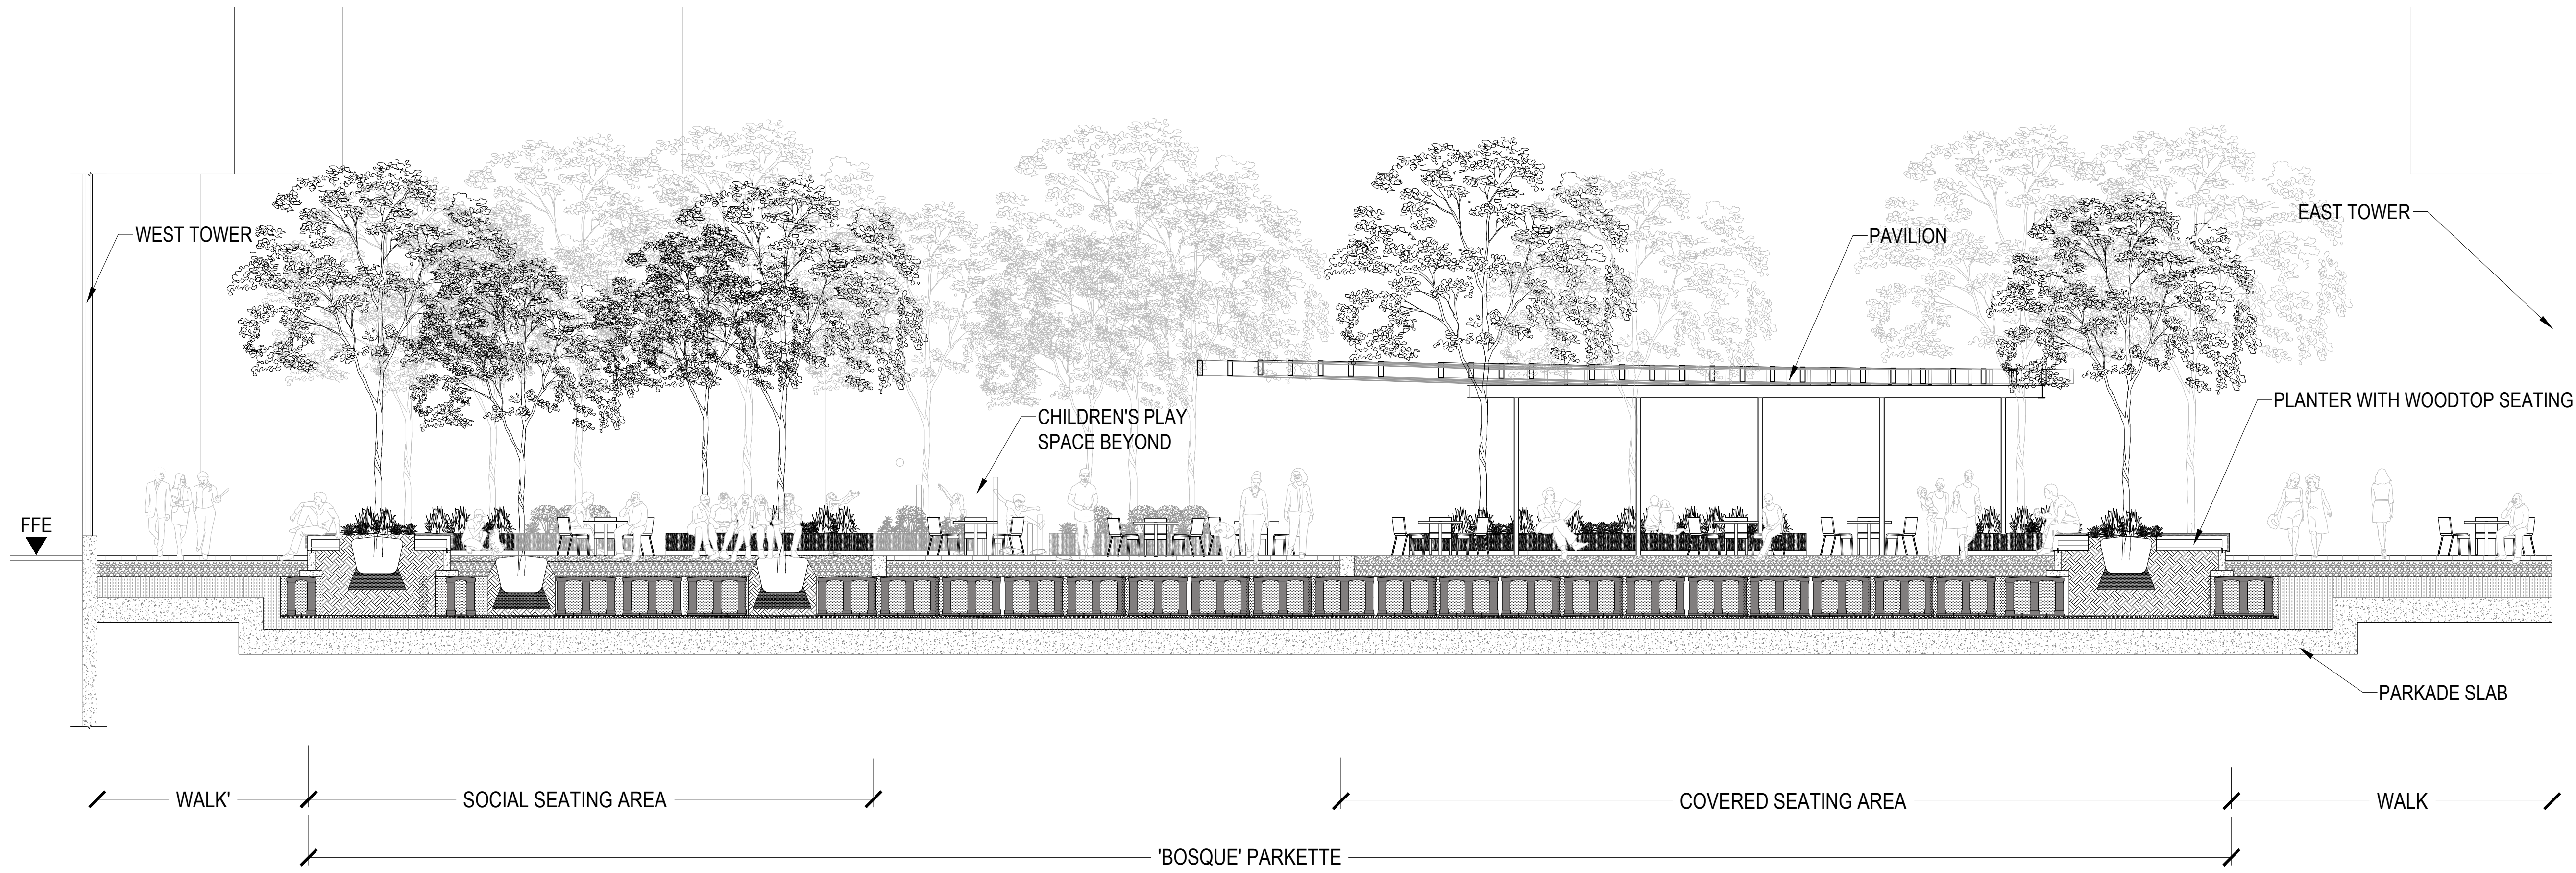 WEST TOWER
EAST TOWER
PAVILION
PLANTER WITH WOODTOP SEATING
CHILDREN'S PLAY
SPACE BEYOND
FFE
PARKADE SLAB
WALK'
SOCIAL SEATING AREA
COVERED SEATING AREA
WALK
'BOSQUE' PARKETTE